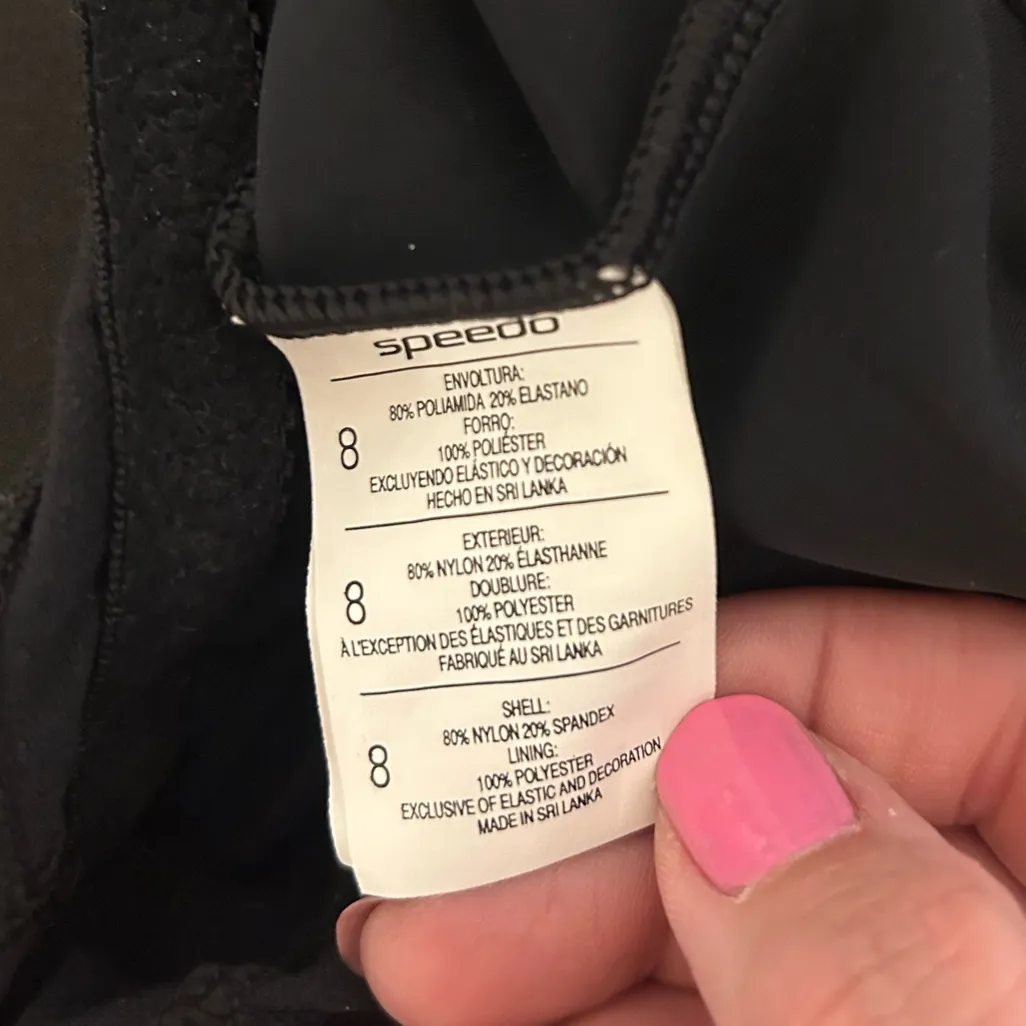 speedo
ENVOLTURA:
80% POLIAMIDA 20% ELASTANO
FORRO:
8
100% POLIÉSTER
EXCLUYENDO ELÁSTICO Y DECORACIÓN
HECHO EN SRI LANKA
EXTERIEUR:
80% NYLON 20% ÉLASTHANNE
DOUBLURE:
8
100% POLYESTER
À L'EXCEPTION DES ÉLASTIQUES ET DES GARNITURES
FABRIQUÉ AU SRI LANKA
SHELL:
80% NYLON 20% SPANDEX
LINING:
8
100% POLYESTER
EXCLUSIVE OF ELASTIC AND DECORATION
MADE IN SRI LANKA